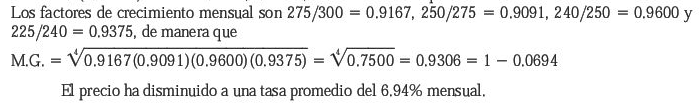 Los factores de crecimiento mensual son 275/300 = 0.9167, 250/275 = 0.9091, 240/250 = 0.9600 y
225/240 = 0.9375, de manera que
M.G. = ∜0.9167(0.9091)(0.9600)(0.9375) = ∜0.7500 = 0.9306 = 1 − 0.0694
El precio ha disminuido a una tasa promedio del 6.94% mensual.